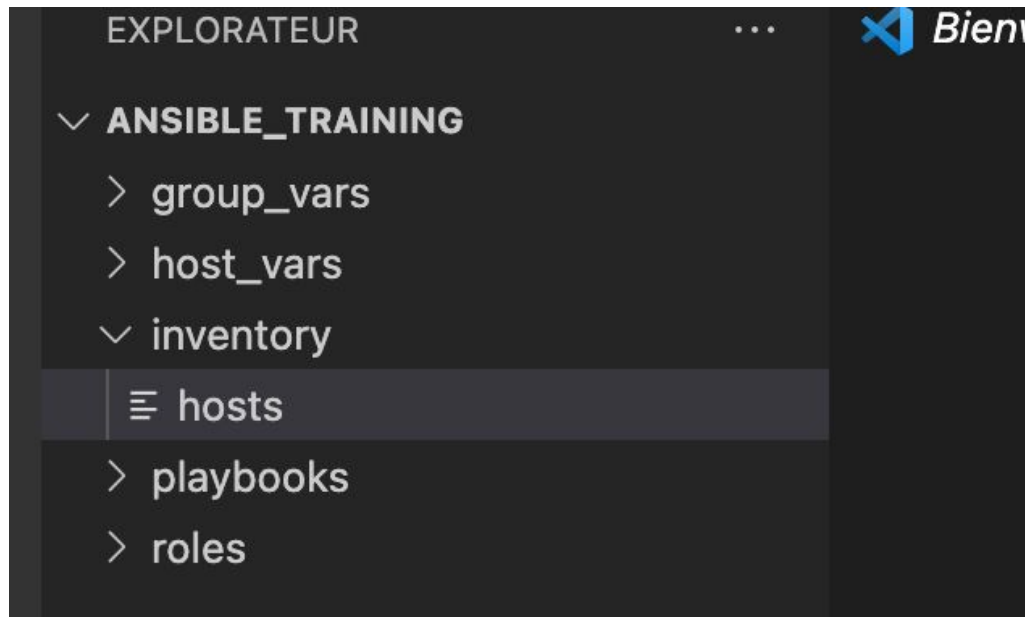 EXPLORATEUR ... Bienv
ANSIBLE_TRAINING
group_vars
host_vars
inventory
hosts
playbooks
roles